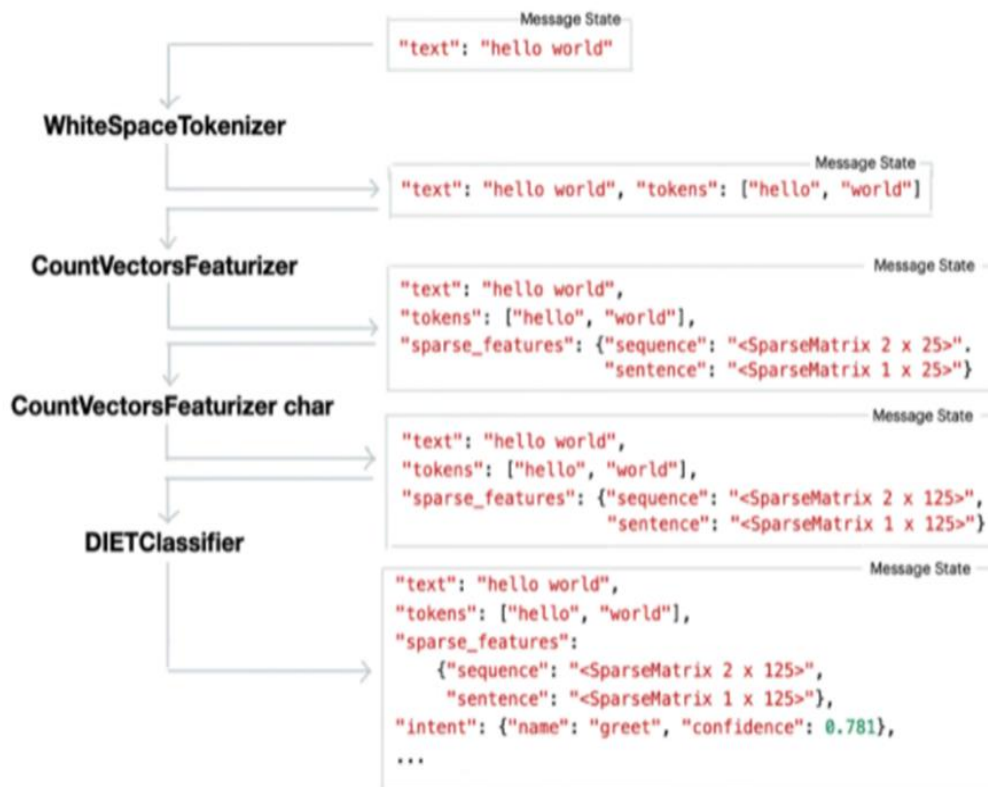 Message State
"text": "hello world"
WhiteSpaceTokenizer
Message State
"text": "hello world", "tokens": ["hello", "world"]
CountVectorsFeaturizer
Message State
"text": "hello world",
"tokens": ["hello", "world"],
"sparse_features": {"sequence": "<SparseMatrix 2 x 25>".
"sentence": "<SparseMatrix 1 x 25>"}
CountVectorsFeaturizer char
Message State
"text": "hello world",
"tokens": ["hello", "world"],
"sparse_features": {"sequence": "<SparseMatrix 2 x 125>",
"sentence": "<SparseMatrix 1 x 125>"}
DIETClassifier
Message State
"text": "hello world",
"tokens": ["hello", "world"],
"sparse_features":
{"sequence": "<SparseMatrix 2 x 125>",
"sentence": "<SparseMatrix 1 x 125>"},
"intent": {"name": "greet", "confidence": 0.781},
...